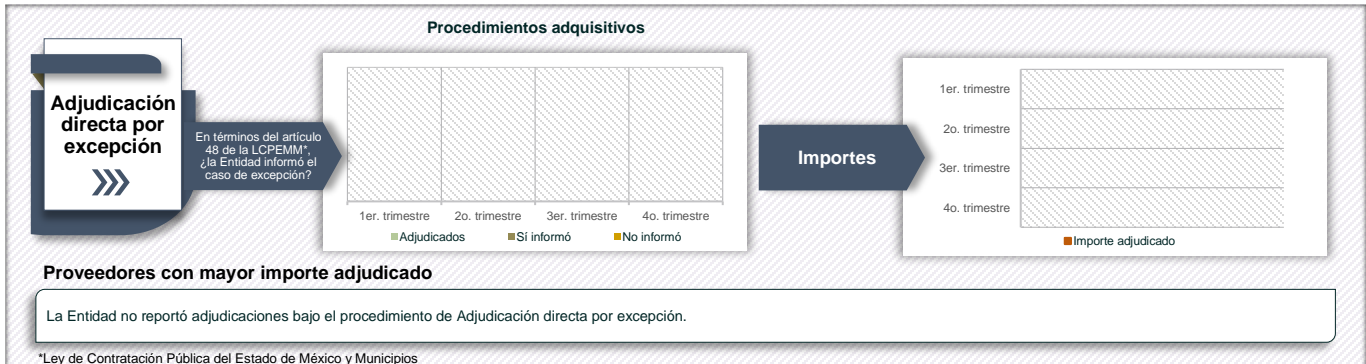 Procedimientos adquisitivos
Adjudicación
directa por
excepción
En términos del artículo
48 de la LCPEMM*,
¿la Entidad informó el
caso de excepción?
1er. trimestre
2o. trimestre
3er. trimestre
4o. trimestre
Adjudicados
Sí informó
No informó
Importes
1er. trimestre
2o. trimestre
3er. trimestre
4o. trimestre
Importe adjudicado
Proveedores con mayor importe adjudicado
La Entidad no reportó adjudicaciones bajo el procedimiento de Adjudicación directa por excepción.
*Ley de Contratación Pública del Estado de México y Municipios